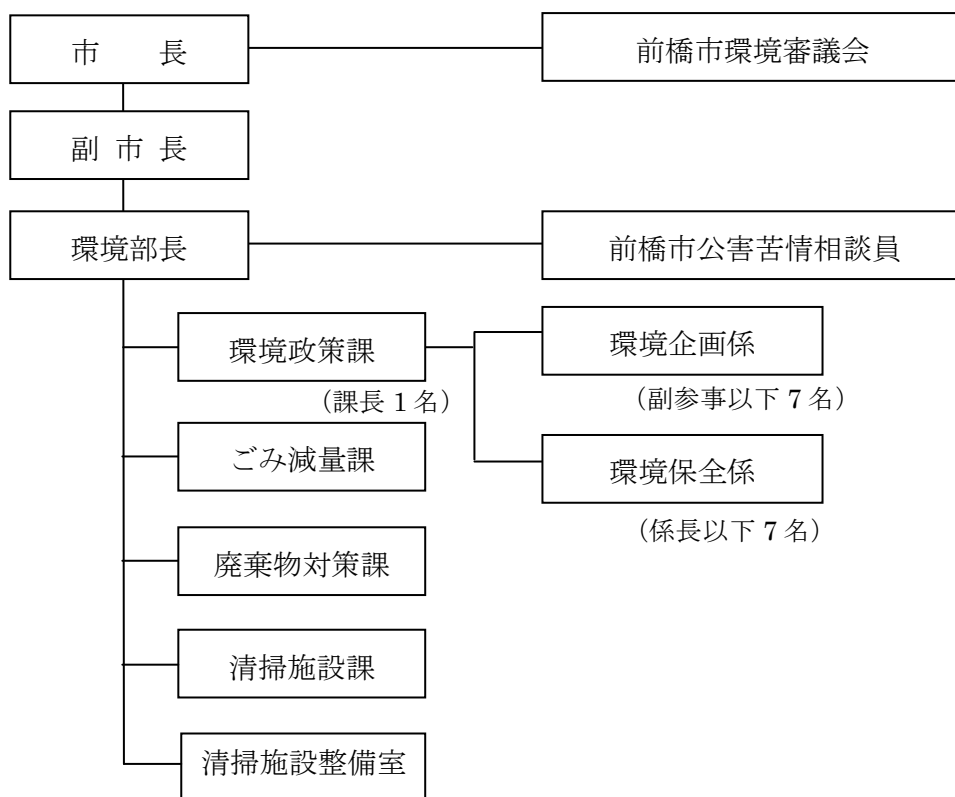 市　　長
前橋市環境審議会
副 市 長
環境部長
前橋市公害苦情相談員
環境政策課
環境企画係
（課長 1 名）
（副参事以下 7 名）
ごみ減量課
環境保全係
（係長以下 7 名）
廃棄物対策課
清掃施設課
清掃施設整備室